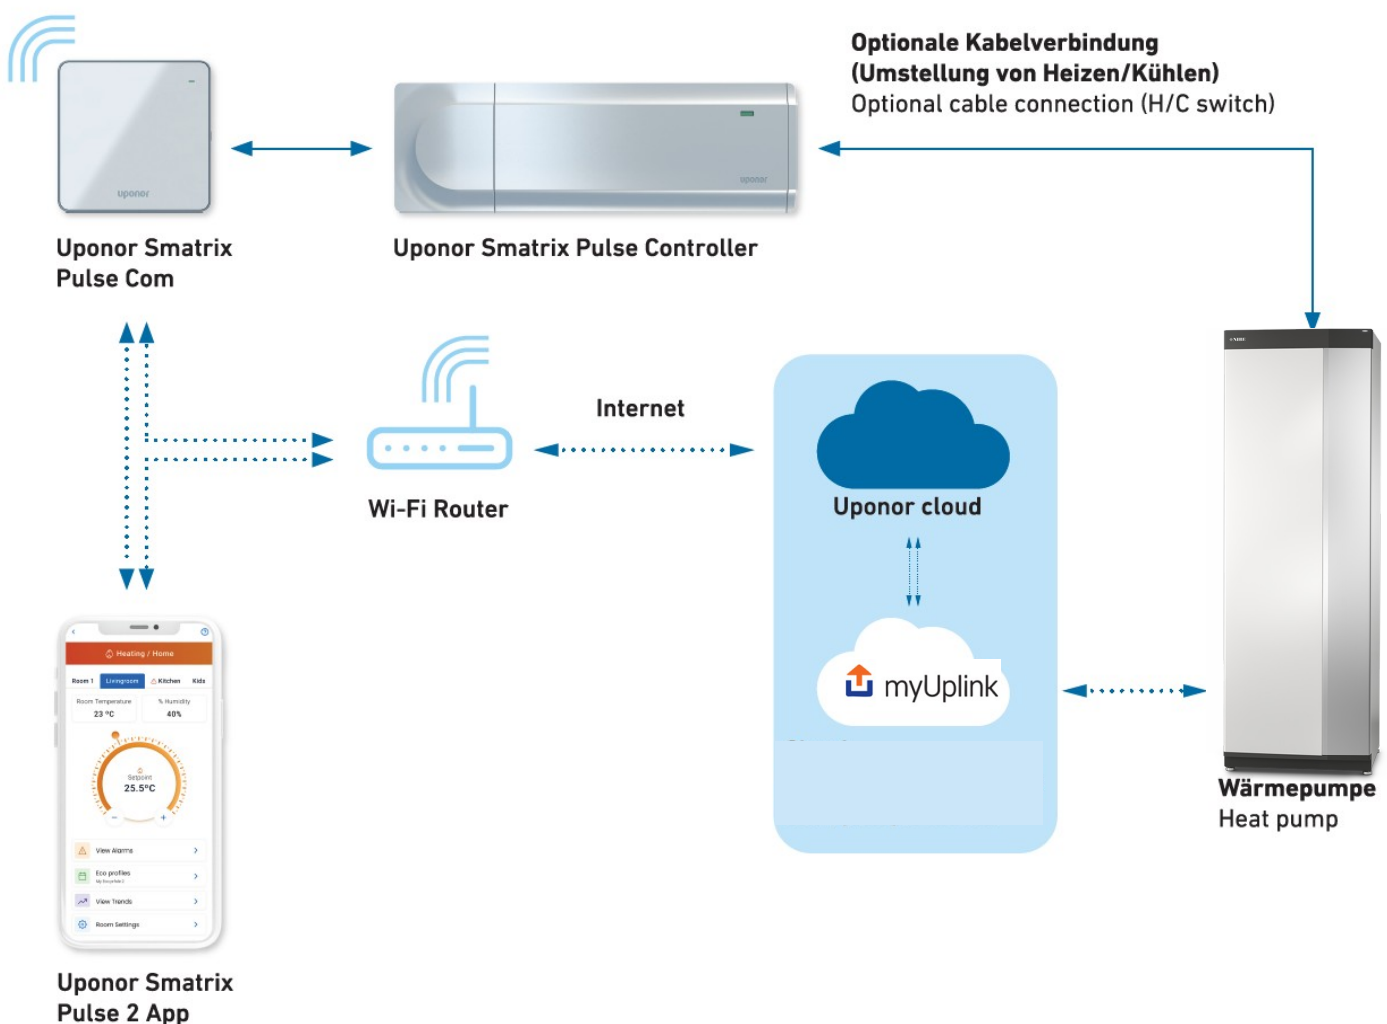 Optionale Kabelverbindung
(Umstellung von Heizen/Kühlen)
Optional cable connection (H/C switch)
uponor
uponor
Uponor Smatrix
Pulse Com
Uponor Smatrix Pulse Controller
Internet
Wi-Fi Router
Uponor cloud
myUplink
Wärmepumpe
Heat pump
Heating / Home
Room 1 Livingroom Kitchen Kids
Room Temperature % Humidity
23 ºC 40%
Setpoint
25.5ºC
− +
View Alarms
Eco profiles
View Trends
Room Settings
Uponor Smatrix
Pulse 2 App